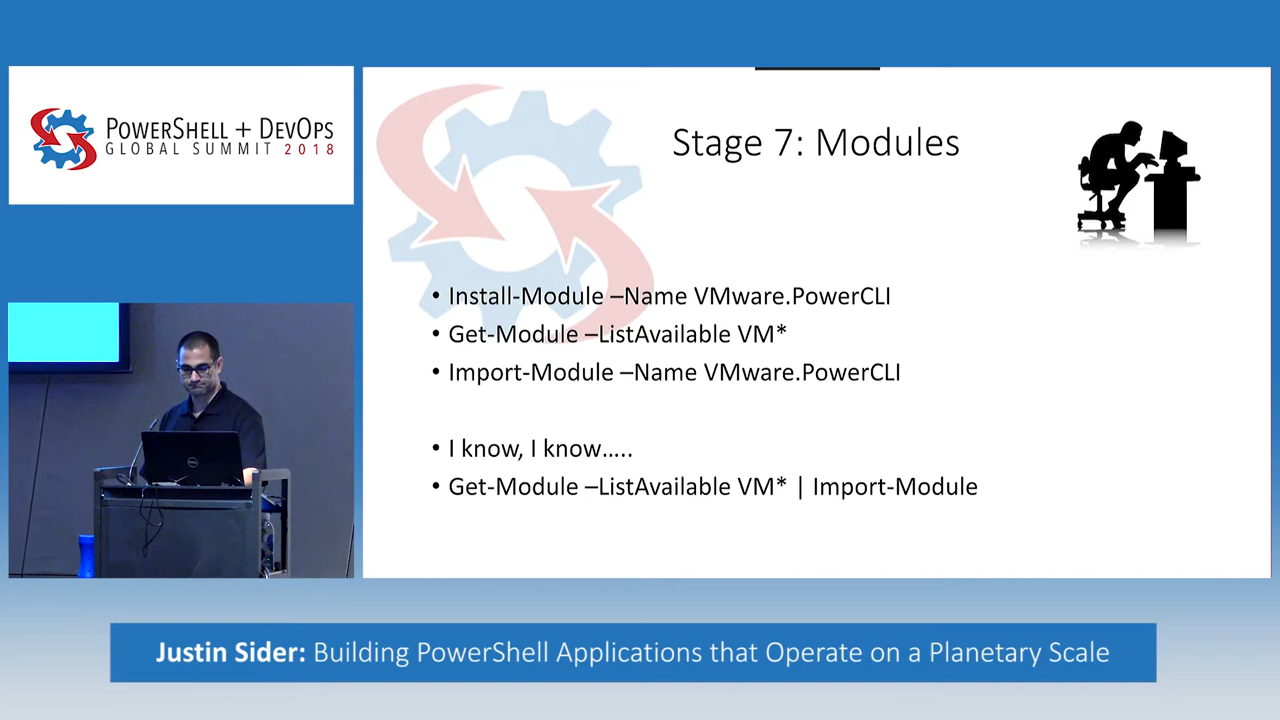 POWERSHELL + DEVOPS
GLOBAL SUMMIT 2018
Stage 7: Modules
• Install-Module –Name VMware.PowerCLI
• Get-Module –ListAvailable VM*
• Import-Module –Name VMware.PowerCLI
• I know, I know…..
• Get-Module –ListAvailable VM* | Import-Module
DELL
Justin Sider: Building PowerShell Applications that Operate on a Planetary Scale